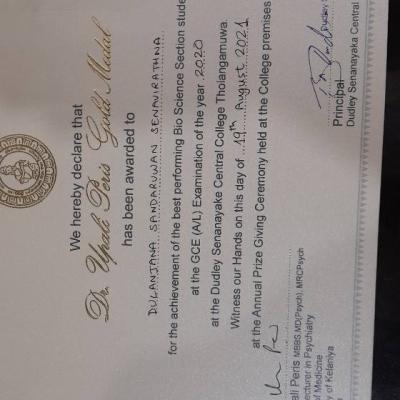 We hereby declare that
Dr. Upali Peris Gold Medal
has been awarded to
DULANJANA SANDARUWAN SENAVIRATHNA
for the achievement of the best performing Bio Science Section stude
at the GCE (A/L) Examination of the year 2020
at the Dudley Senanayake Central College Tholangamuwa.
Witness our Hands on this day of 19th August 2021
at the Annual Prize Giving Ceremony held at the College premises
ali Peris MBBS,MD(Psych), MRCPsych
ecturer in Psychiatry
of Medicine
ty of Kelaniya
Principal
Dudley Senanayaka Central